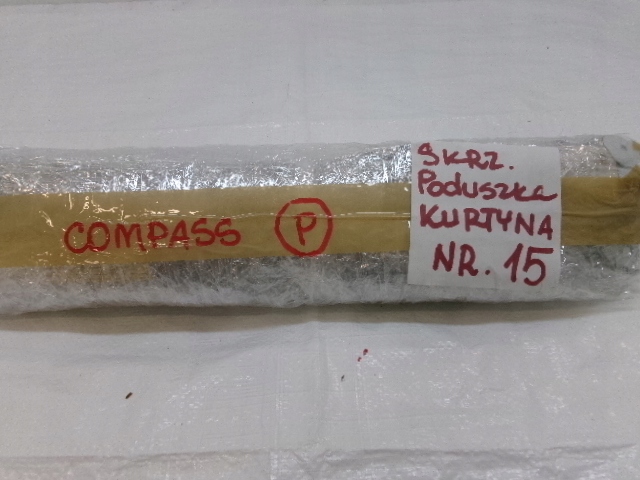 COMPASS P
SKRZ.
Poduszka
KURTYNA
NR. 15